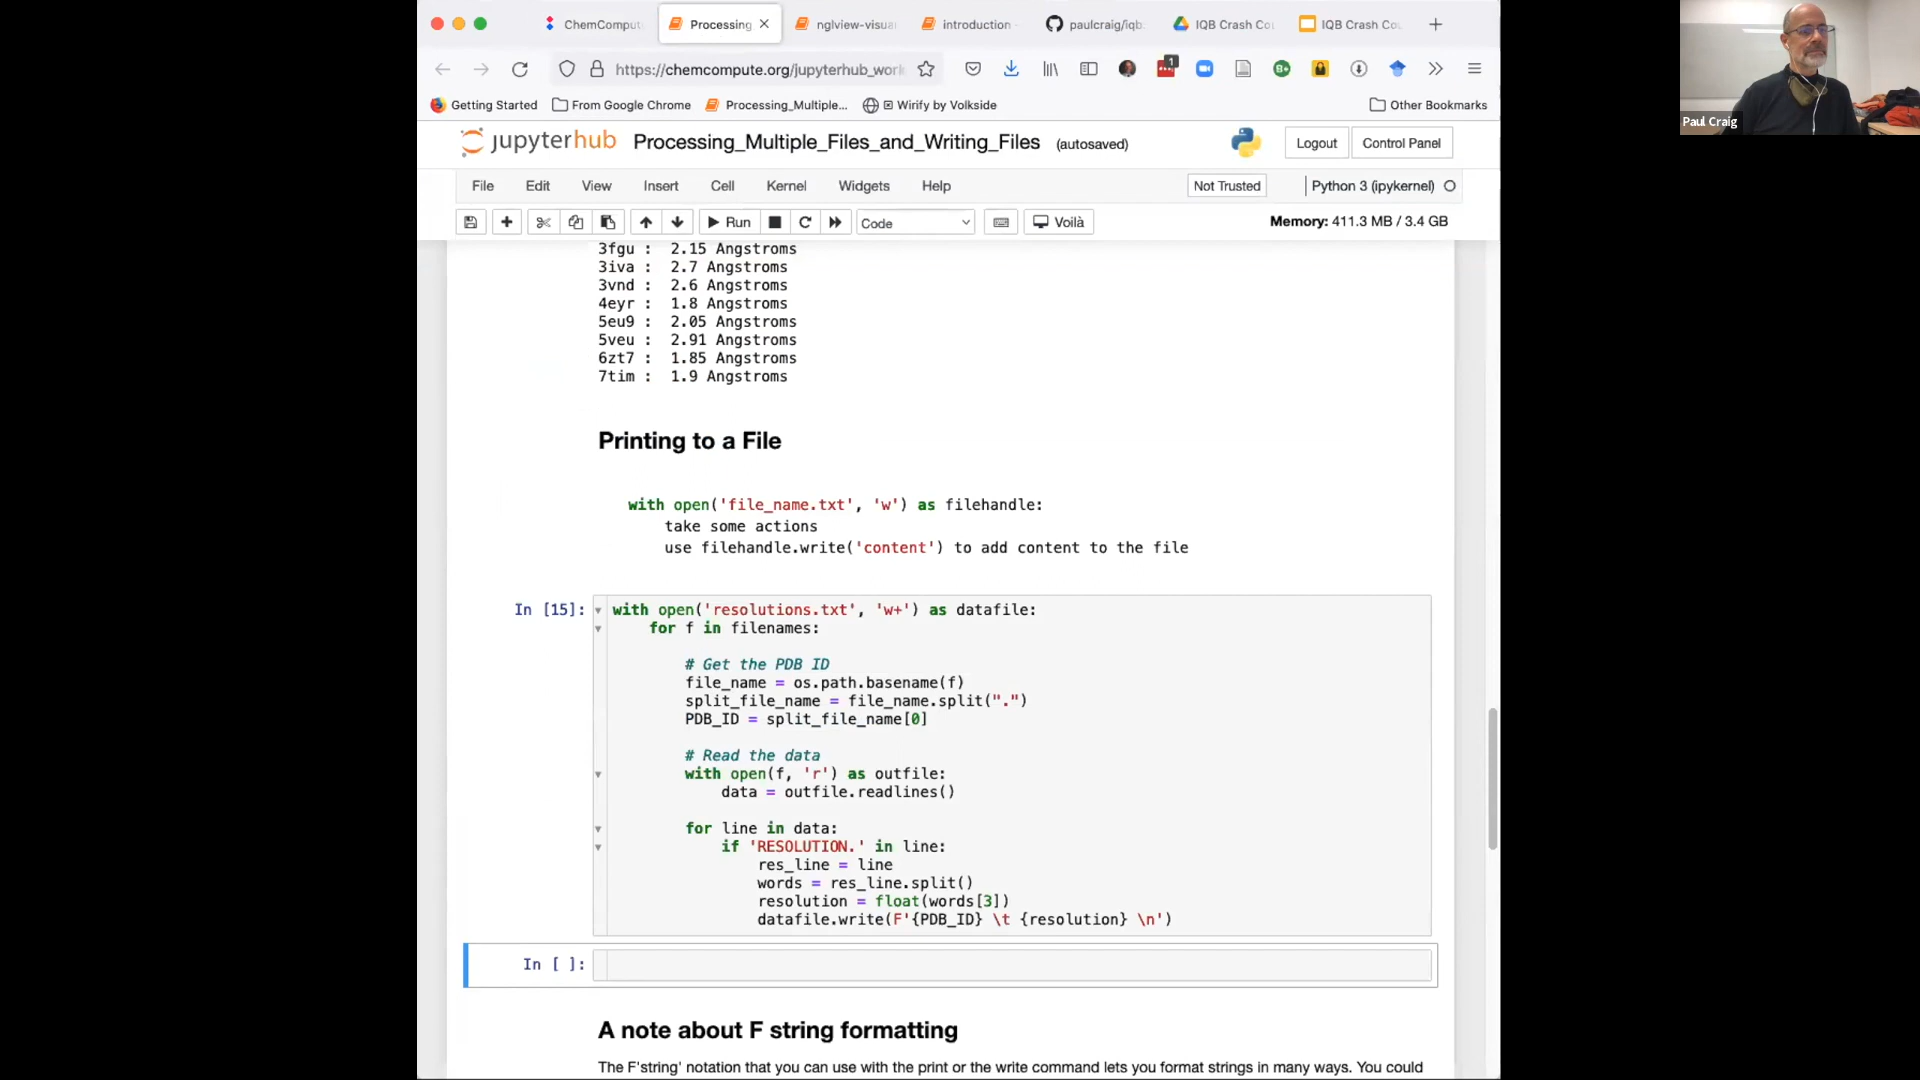 ChemCompu
Processing
nglview-visua
introduction
paulcraig/iqb
IQB Crash Co
IQB Crash Co
https://chemcompute.org/jupyterhub_work
1
Getting Started
From Google Chrome
Processing_Multiple...
Wirify by Volkside
Other Bookmarks
Paul Craig
jupyterhub
Processing_Multiple_Files_and_Writing_Files (autosaved)
Logout
Control Panel
File Edit View Insert Cell Kernel Widgets Help
Not Trusted
Python 3 (ipykernel)
Run
Code
Voilà
Memory: 411.3 MB / 3.4 GB
3fgu : 2.15 Angstroms
3iva : 2.7 Angstroms
3vnd : 2.6 Angstroms
4eyr : 1.8 Angstroms
5eu9 : 2.05 Angstroms
5veu : 2.91 Angstroms
6zt7 : 1.85 Angstroms
7tim : 1.9 Angstroms
Printing to a File
with open('file_name.txt', 'w') as filehandle:
take some actions
use filehandle.write('content') to add content to the file
In [15]:
with open('resolutions.txt', 'w+') as datafile:
for f in filenames:
# Get the PDB ID
file_name = os.path.basename(f)
split_file_name = file_name.split(".")
PDB_ID = split_file_name[0]
# Read the data
with open(f, 'r') as outfile:
data = outfile.readlines()
for line in data:
if 'RESOLUTION.' in line:
res_line = line
words = res_line.split()
resolution = float(words[3])
datafile.write(F'{PDB_ID} \t {resolution} \n')
In [ ]:
A note about F string formatting
The F'string' notation that you can use with the print or the write command lets you format strings in many ways. You could